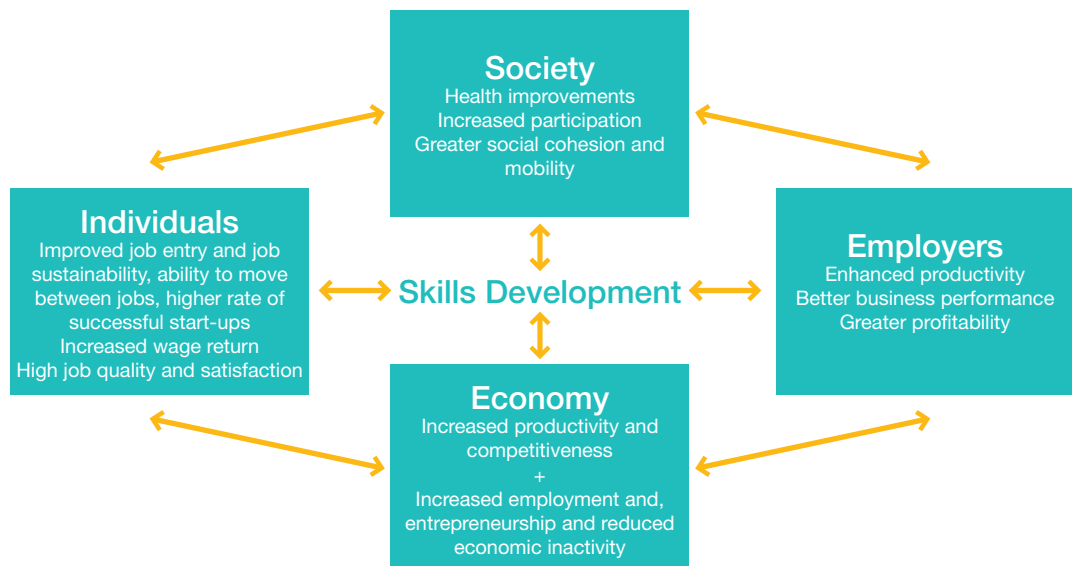 Society
Health improvements
Increased participation
Greater social cohesion and
mobility
Individuals
Improved job entry and job
sustainability, ability to move
between jobs, higher rate of
successful start-ups
Increased wage return
High job quality and satisfaction
Skills Development
Employers
Enhanced productivity
Better business performance
Greater profitability
Economy
Increased productivity and
competitiveness
+
Increased employment and,
entrepreneurship and reduced
economic inactivity